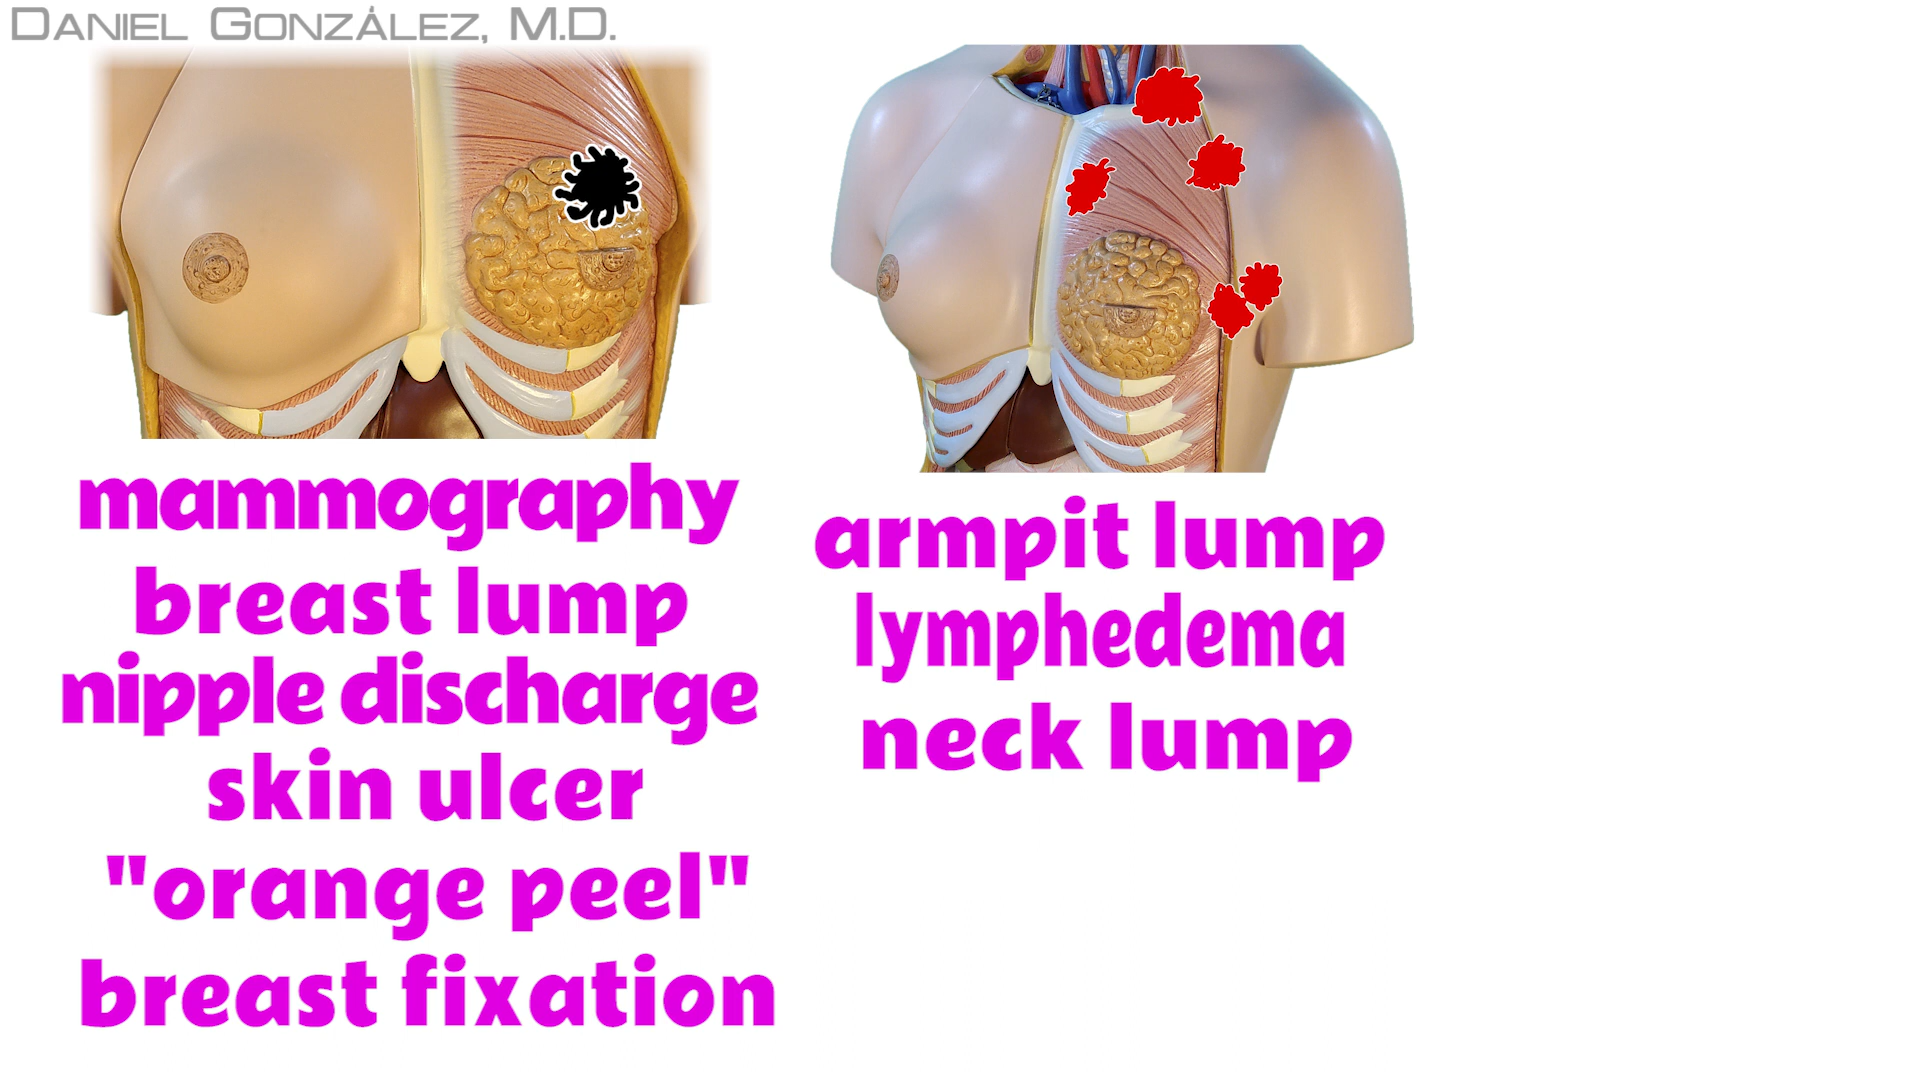 DANIEL GONZÁLEZ, M.D.
mammography
breast lump
nipple discharge
skin ulcer
"orange peel"
breast fixation
armpit lump
lymphedema
neck lump